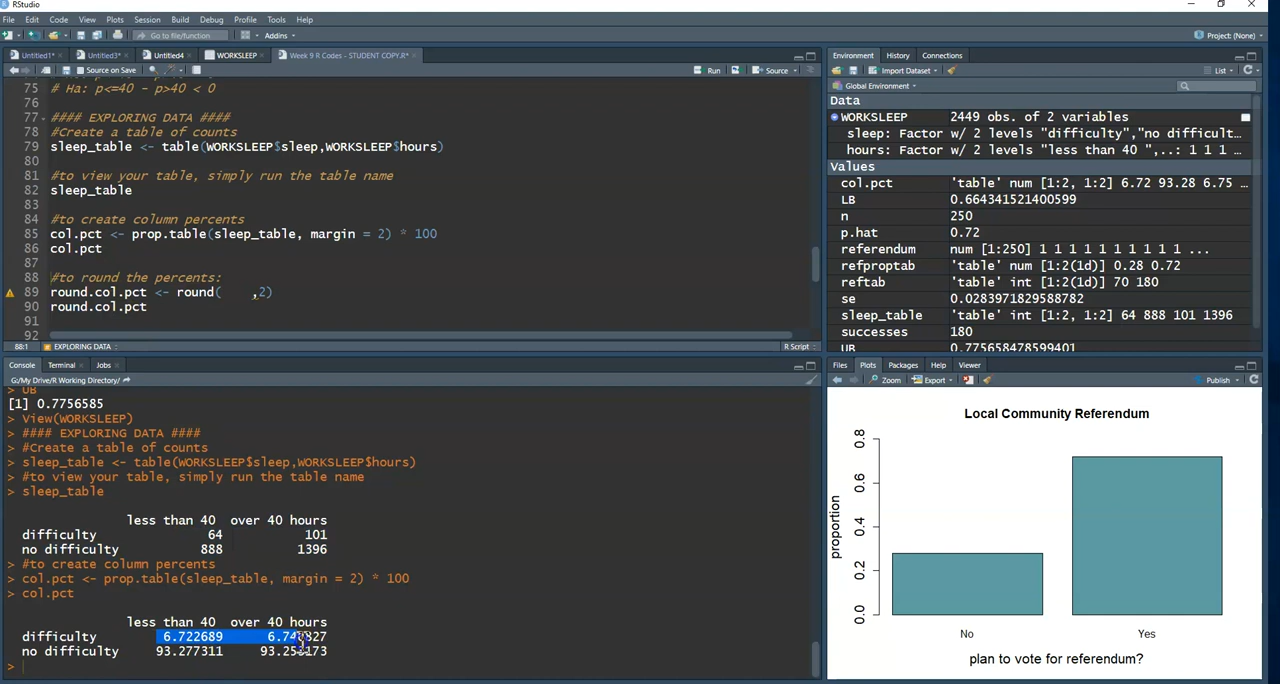 RStudio
File Edit Code View Plots Session Build Debug Profile Tools Help
Go to file/function Addins Project: (None)
Untitled1* Untitled3* Untitled4 WORKSLEEP Week 9 R Codes - STUDENT COPY.R*
Source on Save Run Source
75 # Ha: p<=40 - p>40 < 0
76
77 #### EXPLORING DATA ####
78 #Create a table of counts
79 sleep_table <- table(WORKSLEEP$sleep,WORKSLEEP$hours)
80
81 #to view your table, simply run the table name
82 sleep_table
83
84 #to create column percents
85 col.pct <- prop.table(sleep_table, margin = 2) * 100
86 col.pct
87
88 #to round the percents:
89 round.col.pct <- round( ,2)
90 round.col.pct
91
92
88:1 EXPLORING DATA R Script
Console Terminal Jobs
G:/My Drive/R Working Directory/
> UB
[1] 0.7756585
> View(WORKSLEEP)
> #### EXPLORING DATA ####
> #Create a table of counts
> sleep_table <- table(WORKSLEEP$sleep,WORKSLEEP$hours)
> #to view your table, simply run the table name
> sleep_table
less than 40 over 40 hours
difficulty 64 101
no difficulty 888 1396
> #to create column percents
> col.pct <- prop.table(sleep_table, margin = 2) * 100
> col.pct
less than 40 over 40 hours
difficulty 6.722689
no difficulty 93.277311
>
Environment History Connections
Import Dataset List
Global Environment
Data
WORKSLEEP 2449 obs. of 2 variables
sleep: Factor w/ 2 levels "difficulty","no difficult…
hours: Factor w/ 2 levels "less than 40 ",..: 1 1 1 …
Values
col.pct 'table' num [1:2, 1:2] 6.72 93.28 6.75 …
LB 0.664341521400599
n 250
p.hat 0.72
referendum num [1:250] 1 1 1 1 1 1 1 1 1 1 ...
refproptab 'table' num [1:2(1d)] 0.28 0.72
reftab 'table' int [1:2(1d)] 70 180
se 0.0283971829588782
sleep_table 'table' int [1:2, 1:2] 64 888 101 1396
successes 180
UB 0.775658478599401
Files Plots Packages Help Viewer
Zoom Export Publish
Local Community Referendum
proportion
0.8
0.6
0.4
0.2
0.0
No Yes
plan to vote for referendum?